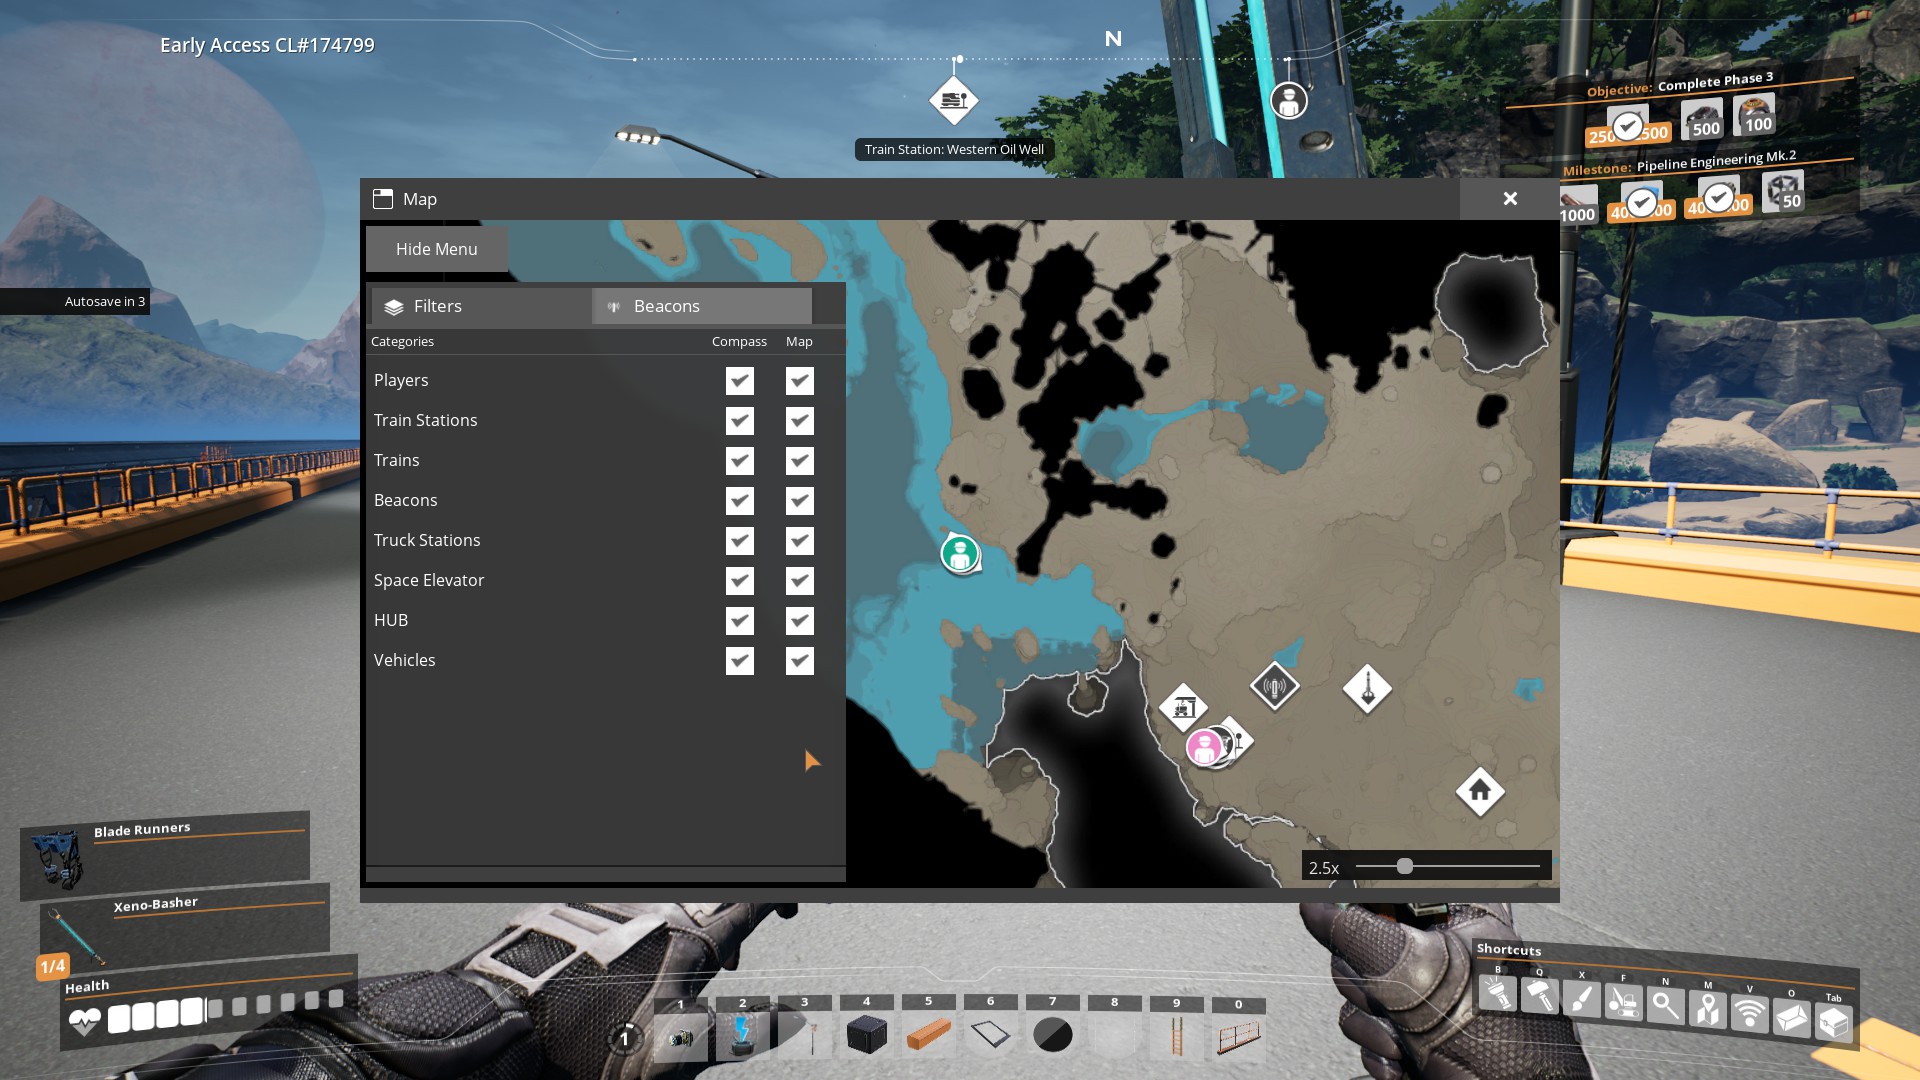 Early Access CL#174799
N
Train Station: Western Oil Well
Objective: Complete Phase 3
500
100
Milestone: Pipeline Engineering Mk.2
1000
50
Autosave in 3
Map
Hide Menu
Filters
Beacons
Categories
Compass
Map
Players
Train Stations
Trains
Beacons
Truck Stations
Space Elevator
HUB
Vehicles
2.5x
Blade Runners
Xeno-Basher
1/4
Health
1
1 2 3 4 5 6 7 8 9 0
Shortcuts
B Q X F N M V O Tab